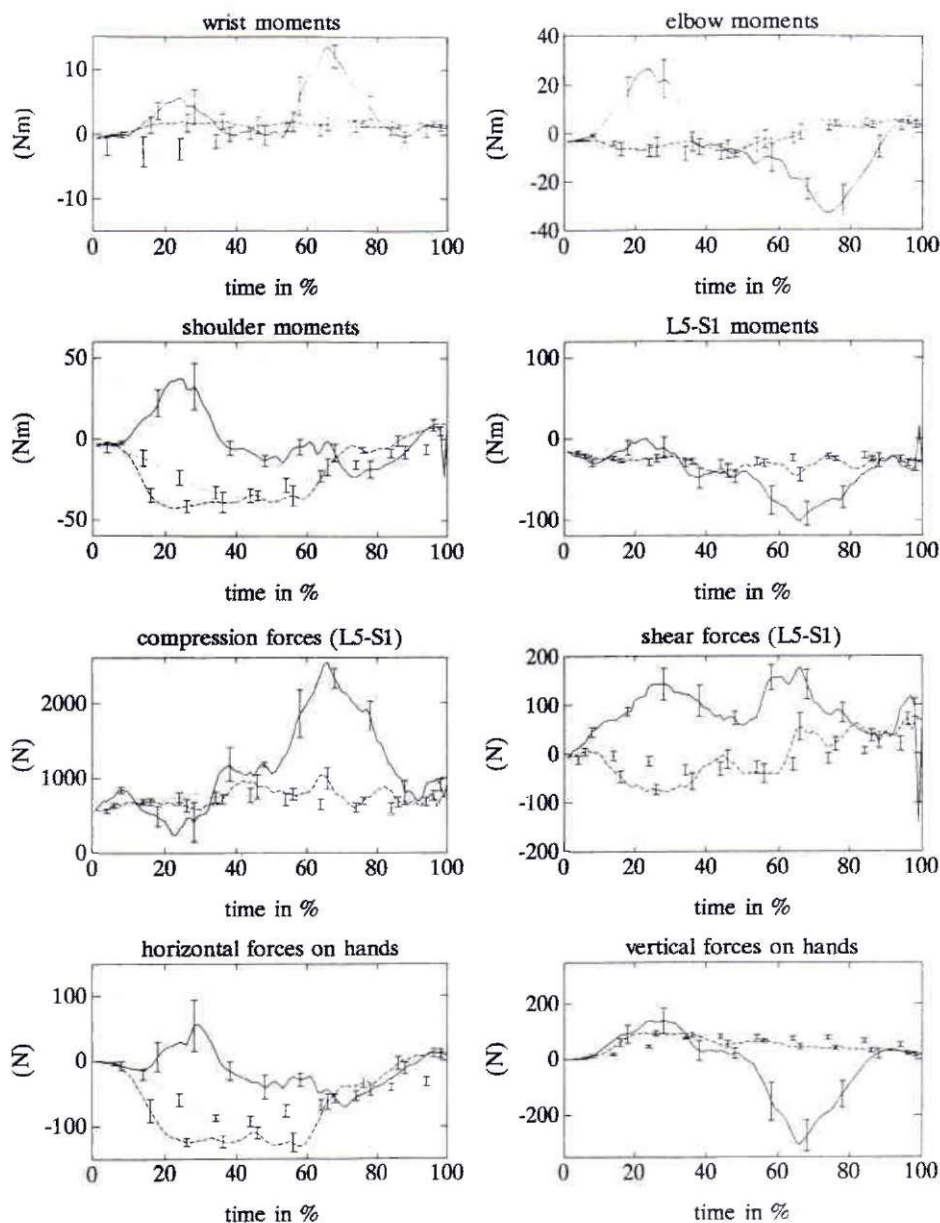 wrist moments
10
0
-10
(Nm)
0 20 40 60 80 100
time in %
elbow moments
40
20
0
-20
-40
(Nm)
0 20 40 60 80 100
time in %
shoulder moments
50
0
-50
(Nm)
0 20 40 60 80 100
time in %
L5-S1 moments
100
0
-100
(Nm)
0 20 40 60 80 100
time in %
compression forces (L5-S1)
2000
1000
0
(N)
0 20 40 60 80 100
time in %
shear forces (L5-S1)
200
100
0
-100
-200
(N)
0 20 40 60 80 100
time in %
horizontal forces on hands
100
0
-100
(N)
0 20 40 60 80 100
time in %
vertical forces on hands
200
0
-200
(N)
0 20 40 60 80 100
time in %